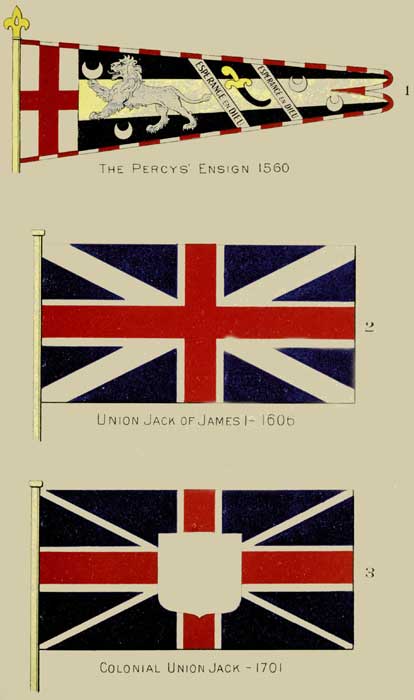 ESPERANCE EN DIEU
ESPERANCE EN DIEU
1
THE PERCYS' ENSIGN 1560
2
UNION JACK OF JAMES I - 1606
3
COLONIAL UNION JACK - 1701